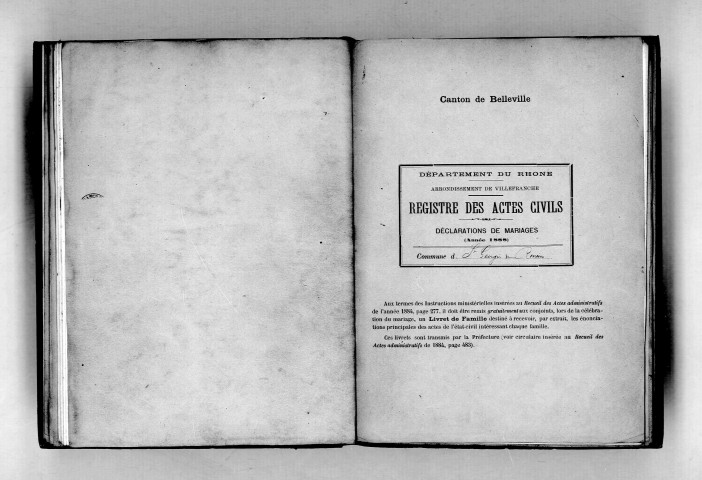 Canton de Belleville
DÉPARTEMENT DU RHONE
ARRONDISSEMENT DE VILLEFRANCHE
REGISTRE DES ACTES CIVILS
DÉCLARATIONS DE MARIAGES
(Année 1888)
Commune d St Georges de Reneins
Aux termes des Instructions ministérielles insérées au Recueil des Actes administratifs
de l'année 1884, page 277, il doit être remis gratuitement aux conjoints, lors de la célébra-
tion du mariage, un Livret de Famille destiné à recevoir, par extrait, les énoncia-
tions principales des actes de l'état-civil intéressant chaque famille.
Ces livrets sont transmis par la Préfecture (voir circulaire insérée au Recueil des
Actes administratifs de 1884, page 483).